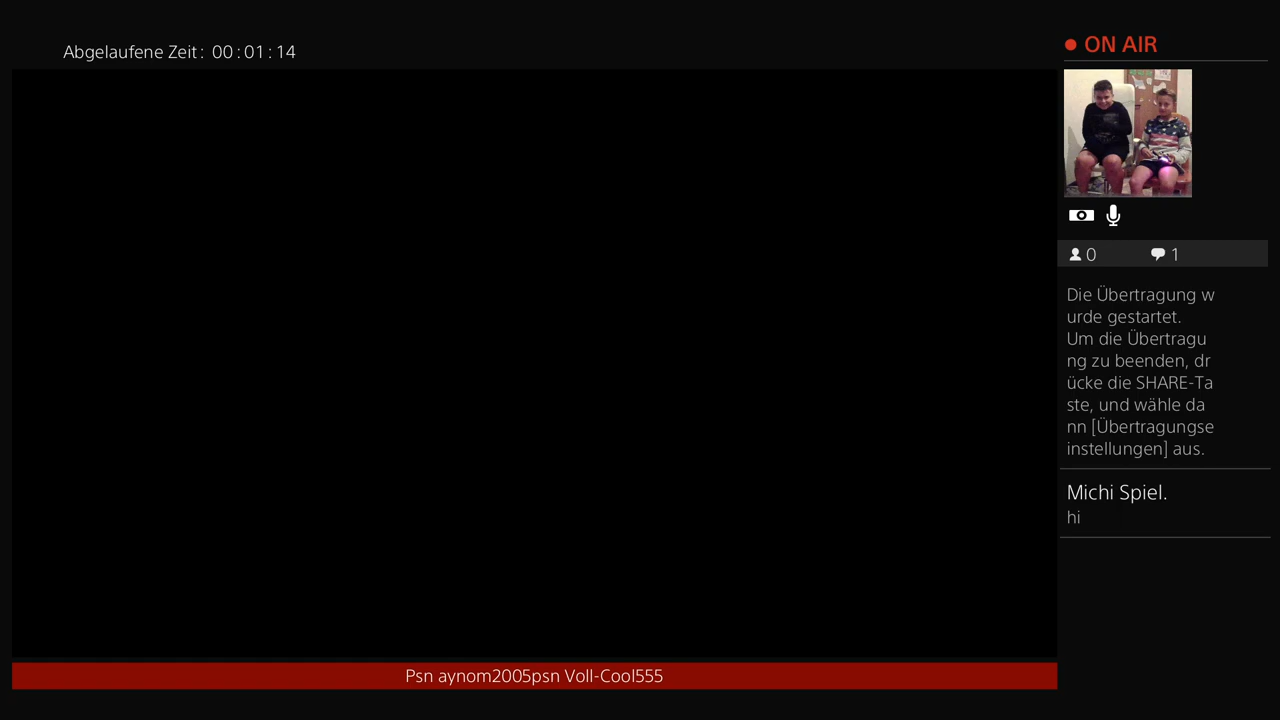 Abgelaufene Zeit: 00:01:14
ON AIR
0 1
Die Übertragung w
urde gestartet.
Um die Übertragu
ng zu beenden, dr
ücke die SHARE-Ta
ste, und wähle da
nn [Übertragungse
instellungen] aus.
Michi Spiel.
hi
Psn aynom2005psn Voll-Cool555